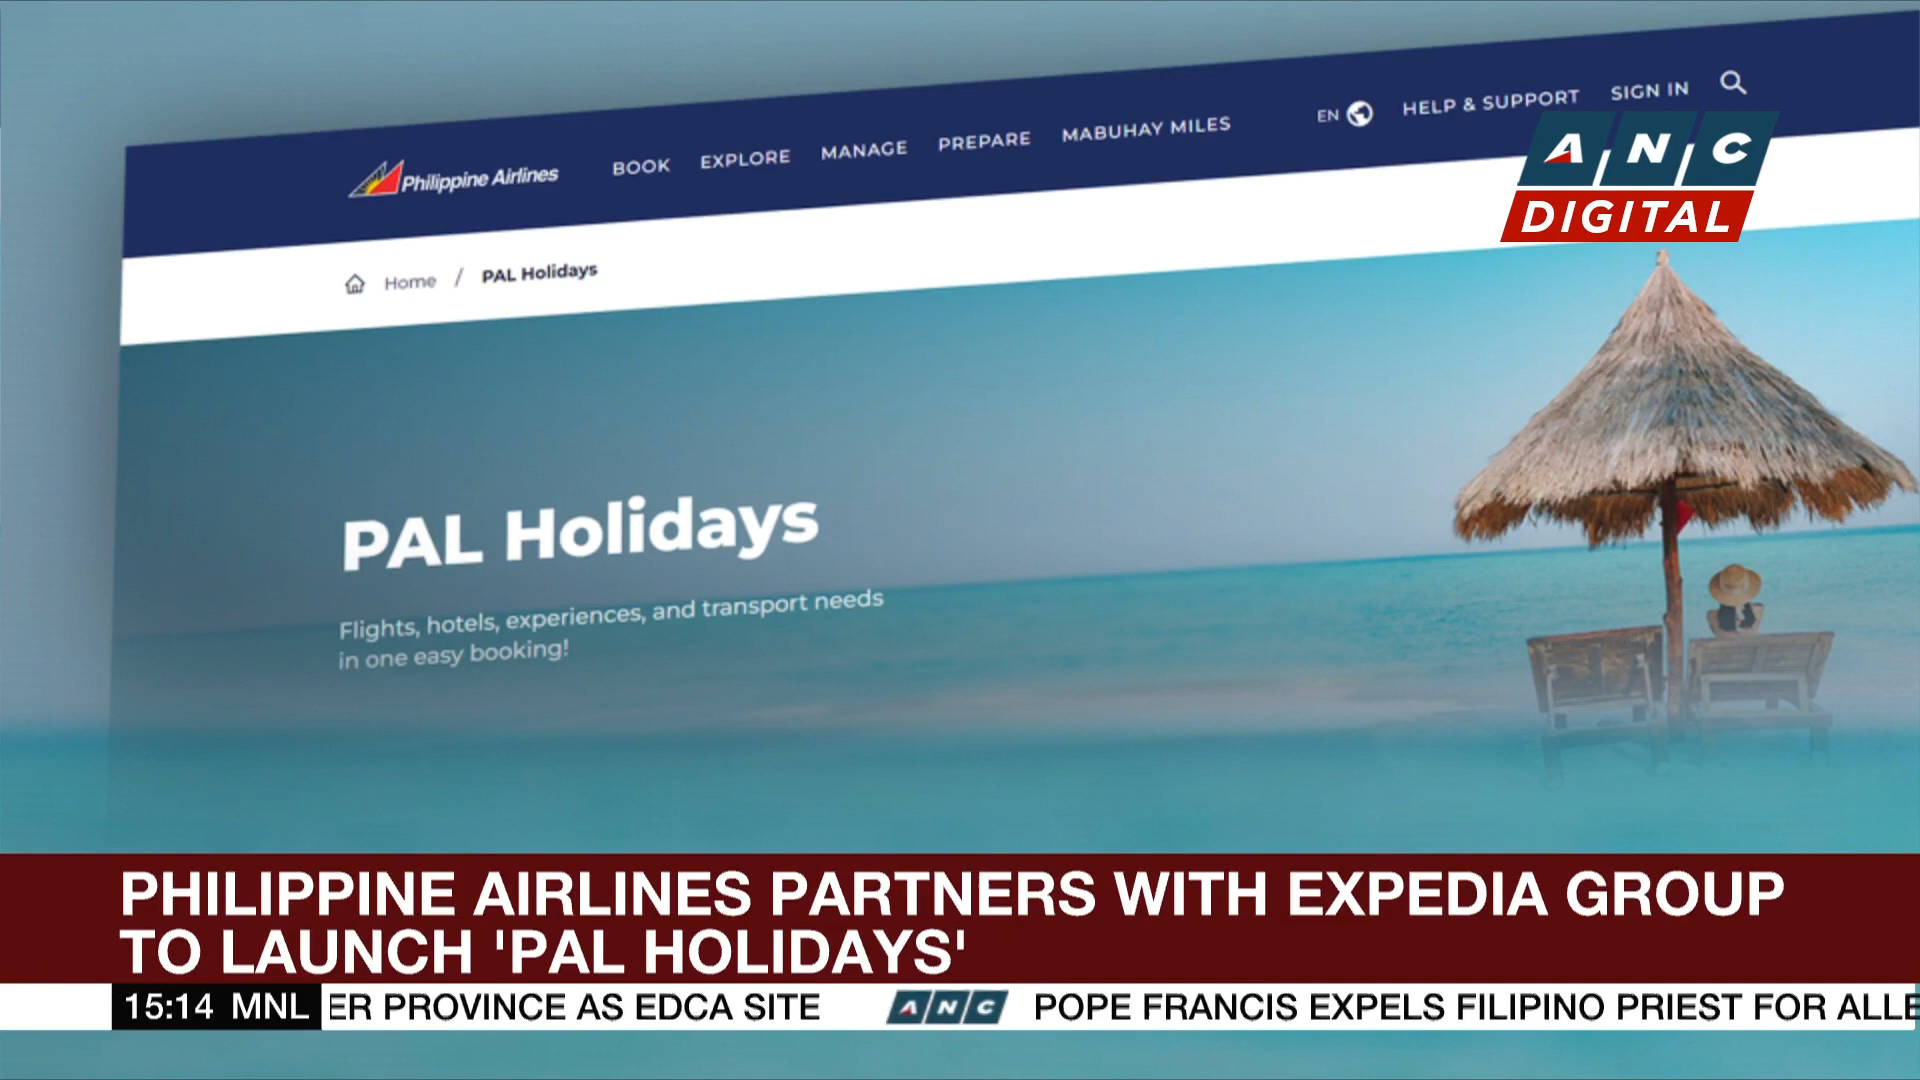 Philippine Airlines
BOOK EXPLORE MANAGE PREPARE MABUHAY MILES EN HELP & SUPPORT SIGN IN
ANC
DIGITAL
Home / PAL Holidays
PAL Holidays
Flights, hotels, experiences, and transport needs
in one easy booking!
PHILIPPINE AIRLINES PARTNERS WITH EXPEDIA GROUP
TO LAUNCH 'PAL HOLIDAYS'
15:14 MNL ER PROVINCE AS EDCA SITE ANC POPE FRANCIS EXPELS FILIPINO PRIEST FOR ALLE